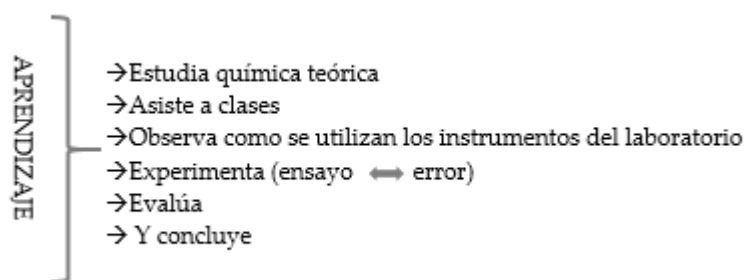 APRENDIZAJE
→Estudia química teórica
→Asiste a clases
→Observa como se utilizan los instrumentos del laboratorio
→Experimenta (ensayo ⟷ error)
→Evalúa
→ Y concluye